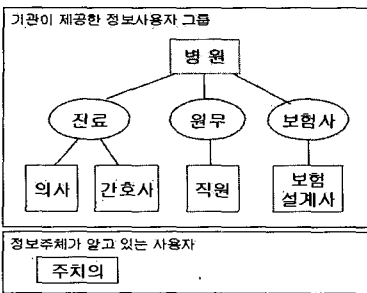 기관이 제공한 정보사용자 그룹
병 원
진료 원무 보험사
의사 간호사 직원 보험
설계사
정보주체가 알고 있는 사용자
주치의